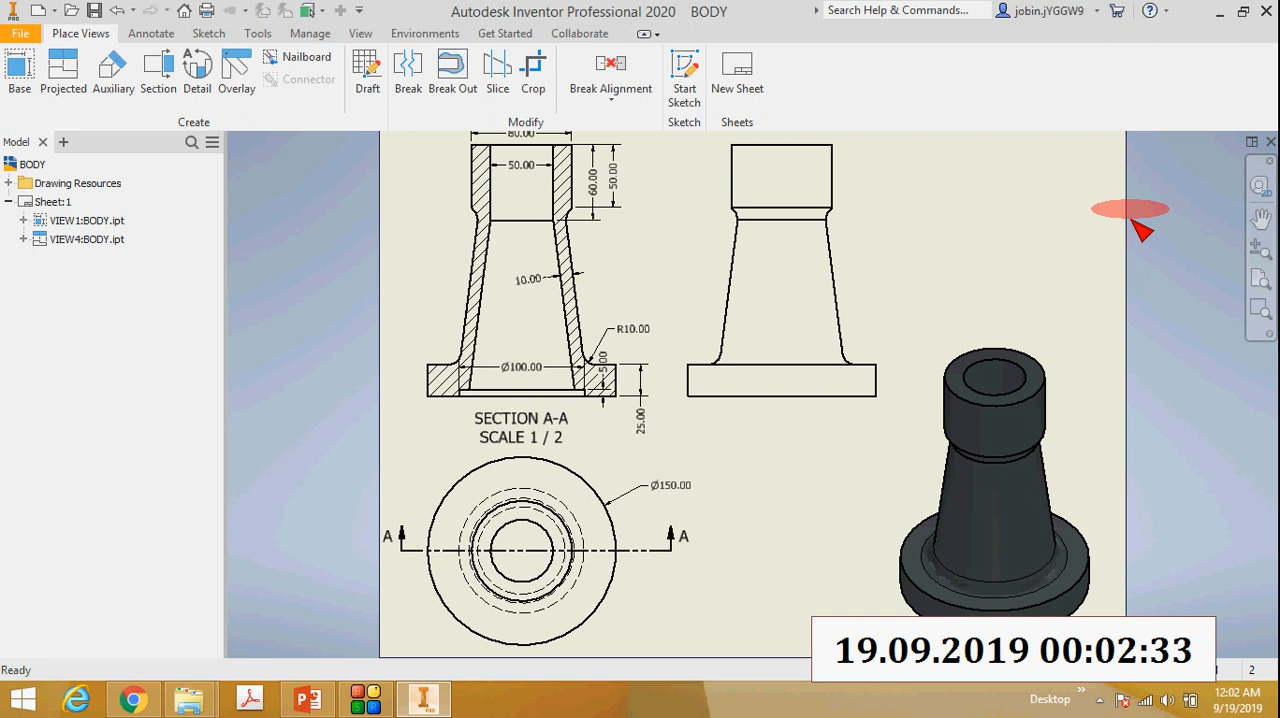 PRO
Autodesk Inventor Professional 2020 BODY
Search Help & Commands...
jobin.jYGGW9
File Place Views Annotate Sketch Tools Manage View Environments Get Started Collaborate
Base
Projected
Auxiliary
Section
Detail
Overlay
Nailboard
Connector
Draft
Break
Break Out
Slice
Crop
Break Alignment
Start
Sketch
New Sheet
Create
Modify
Sketch
Sheets
Model
BODY
Drawing Resources
Sheet:1
VIEW1:BODY.ipt
VIEW4:BODY.ipt
80.00
50.00
60.00
50.00
10.00
R10.00
Ø100.00
5.00
25.00
SECTION A-A
SCALE 1 / 2
Ø150.00
A
A
2D
19.09.2019 00:02:33
Ready
2
Desktop
12:02 AM
9/19/2019